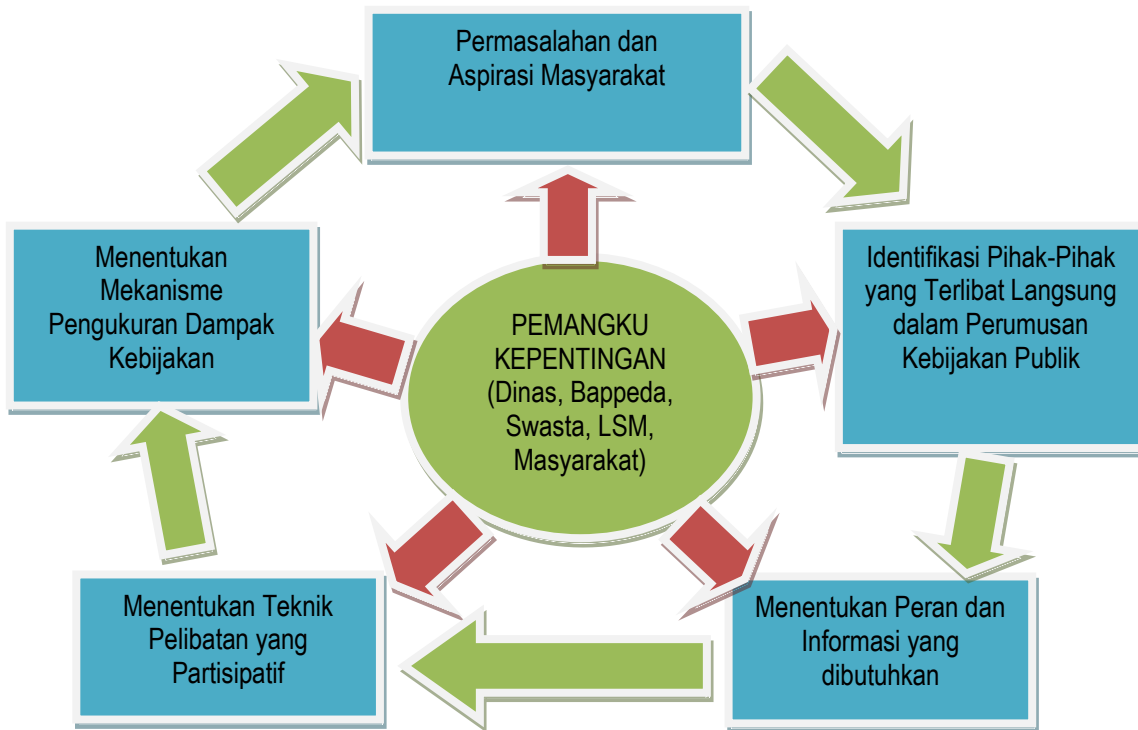 Permasalahan dan
Aspirasi Masyarakat
Identifikasi Pihak-Pihak
yang Terlibat Langsung
dalam Perumusan
Kebijakan Publik
Menentukan Peran dan
Informasi yang
dibutuhkan
Menentukan Teknik
Pelibatan yang
Partisipatif
Menentukan
Mekanisme
Pengukuran Dampak
Kebijakan
PEMANGKU
KEPENTINGAN
(Dinas, Bappeda,
Swasta, LSM,
Masyarakat)